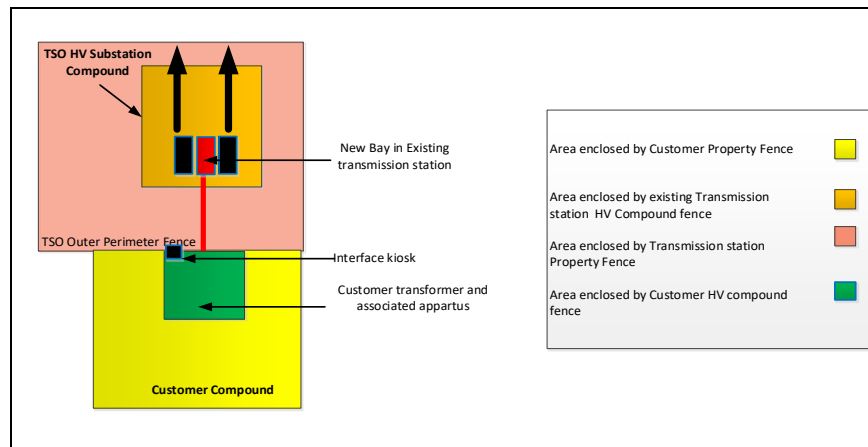 TSO HV Substation
Compound
New Bay in Existing
transmission station
TSO Outer Perimeter Fence
Interface kiosk
Customer transformer and
associated appartus
Customer Compound
Area enclosed by Customer Property Fence
Area enclosed by existing Transmission
station HV Compound fence
Area enclosed by Transmission station
Property Fence
Area enclosed by Customer HV compound
fence